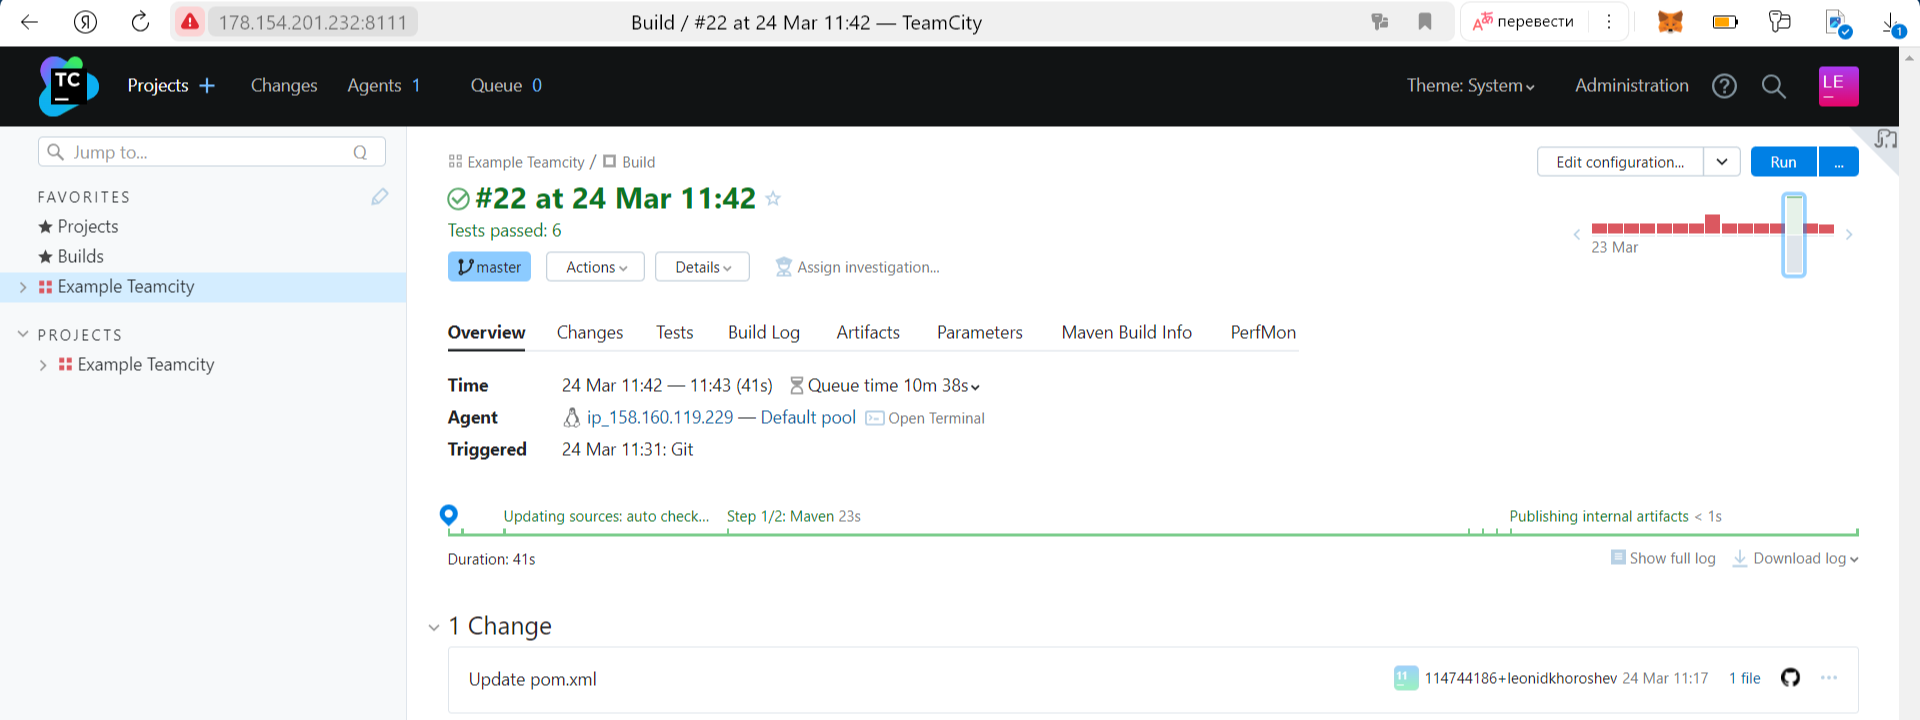 178.154.201.232:8111
Build / #22 at 24 Mar 11:42 — TeamCity
перевести
1
TC
Projects
Changes
Agents 1
Queue 0
Theme: System
Administration
LE
Jump to...
Q
FAVORITES
Projects
Builds
Example Teamcity
PROJECTS
Example Teamcity
Example Teamcity / Build
Edit configuration...
Run
...
#22 at 24 Mar 11:42
Tests passed: 6
23 Mar
master
Actions
Details
Assign investigation...
Overview
Changes
Tests
Build Log
Artifacts
Parameters
Maven Build Info
PerfMon
Time 24 Mar 11:42 — 11:43 (41s) Queue time 10m 38s
Agent ip_158.160.119.229 — Default pool Open Terminal
Triggered 24 Mar 11:31: Git
Updating sources: auto check... Step 1/2: Maven 23s Publishing internal artifacts < 1s
Duration: 41s
Show full log
Download log
1 Change
Update pom.xml
11
114744186+leonidkhoroshev 24 Mar 11:17 1 file